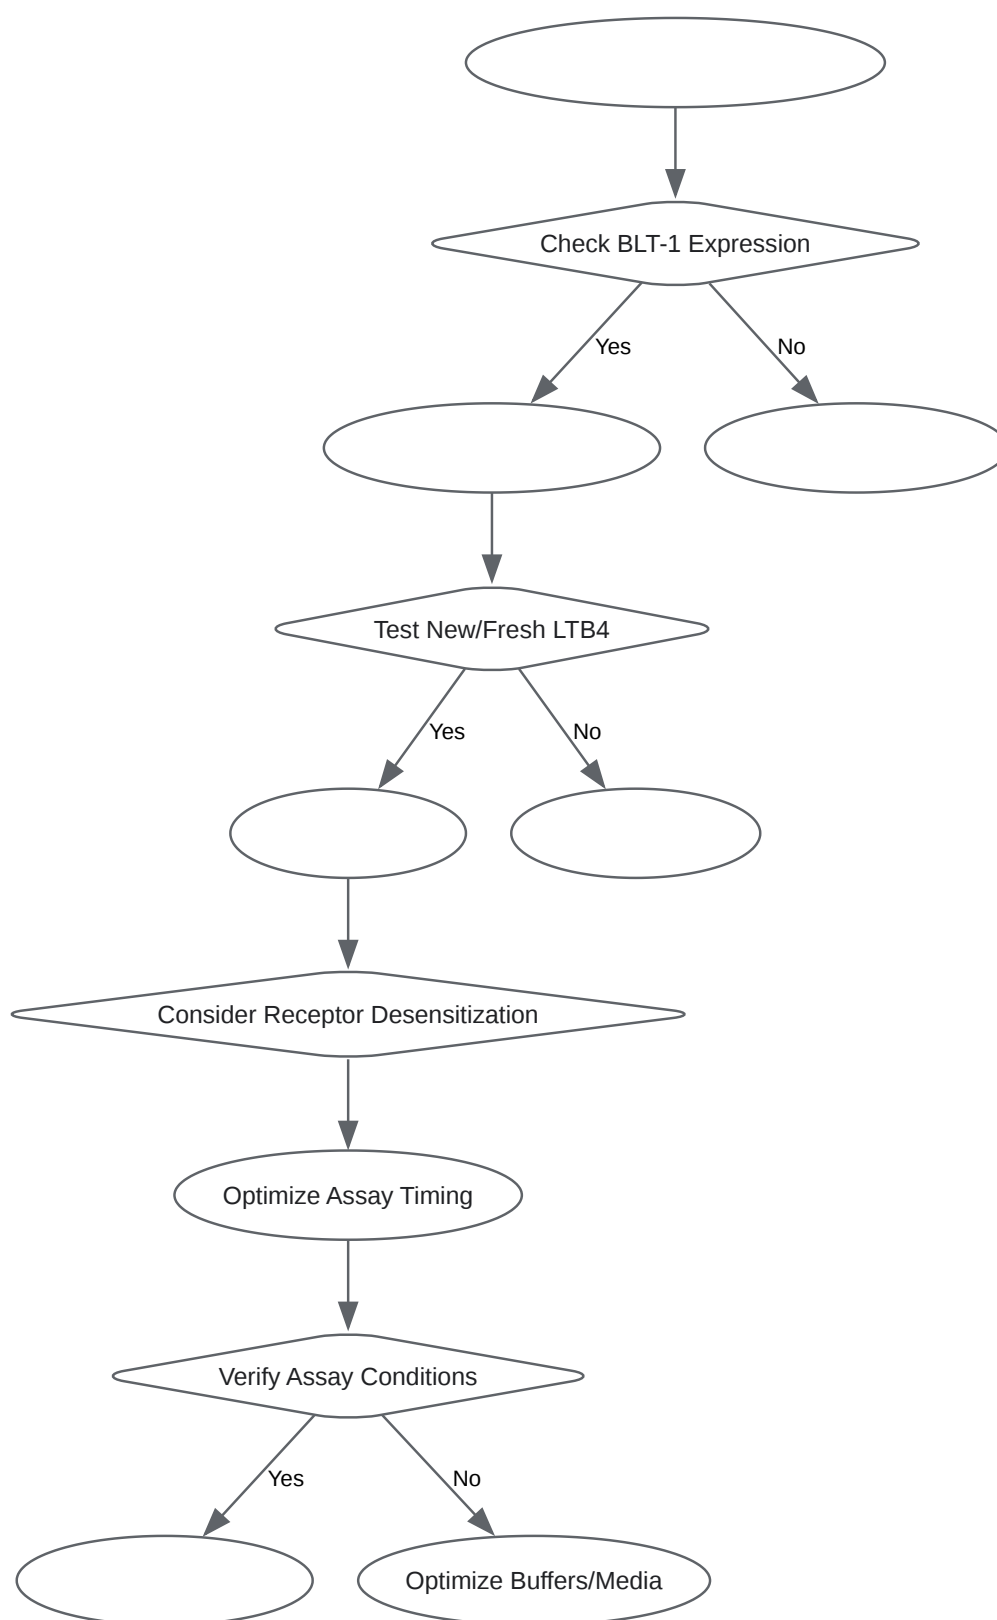 Check BLT-1 Expression
Yes
No
Test New/Fresh LTB4
Yes
No
Consider Receptor Desensitization
Optimize Assay Timing
Verify Assay Conditions
Yes
No
Optimize Buffers/Media